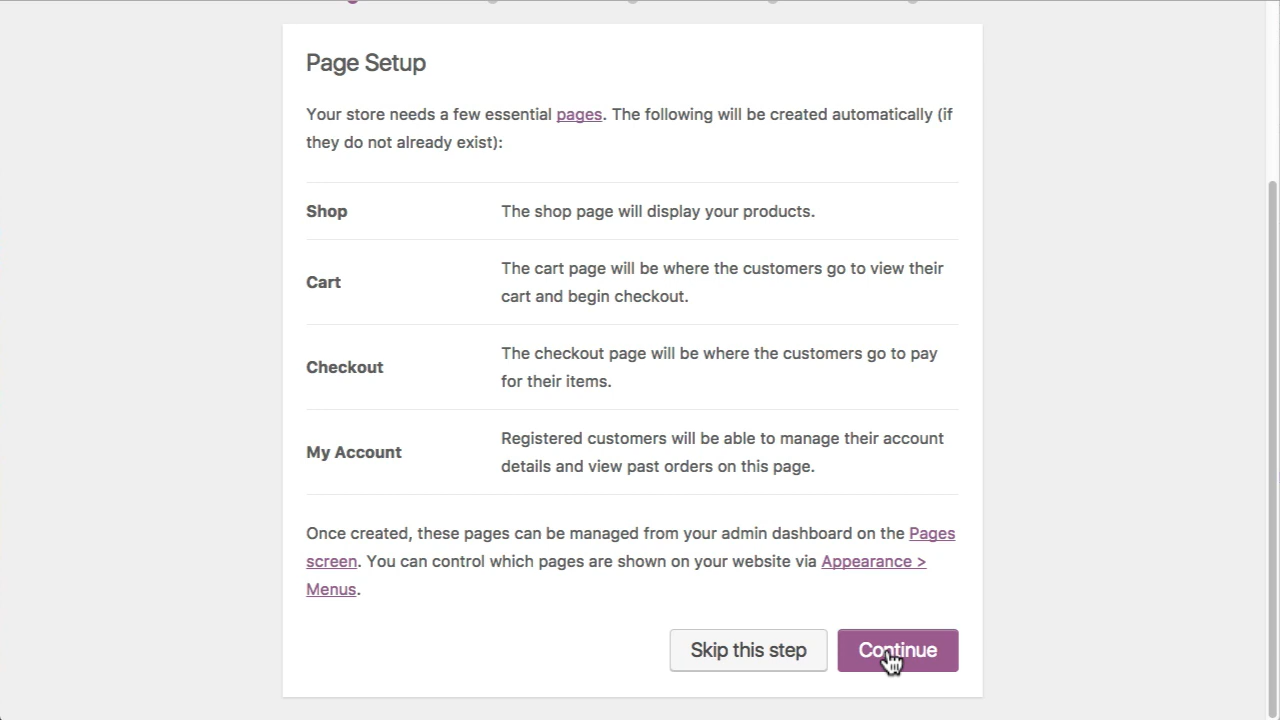 Page Setup
Your store needs a few essential pages. The following will be created automatically (if
they do not already exist):
Shop
The shop page will display your products.
Cart
The cart page will be where the customers go to view their
cart and begin checkout.
Checkout
The checkout page will be where the customers go to pay
for their items.
My Account
Registered customers will be able to manage their account
details and view past orders on this page.
Once created, these pages can be managed from your admin dashboard on the Pages
screen. You can control which pages are shown on your website via Appearance >
Menus.
Skip this step
Continue